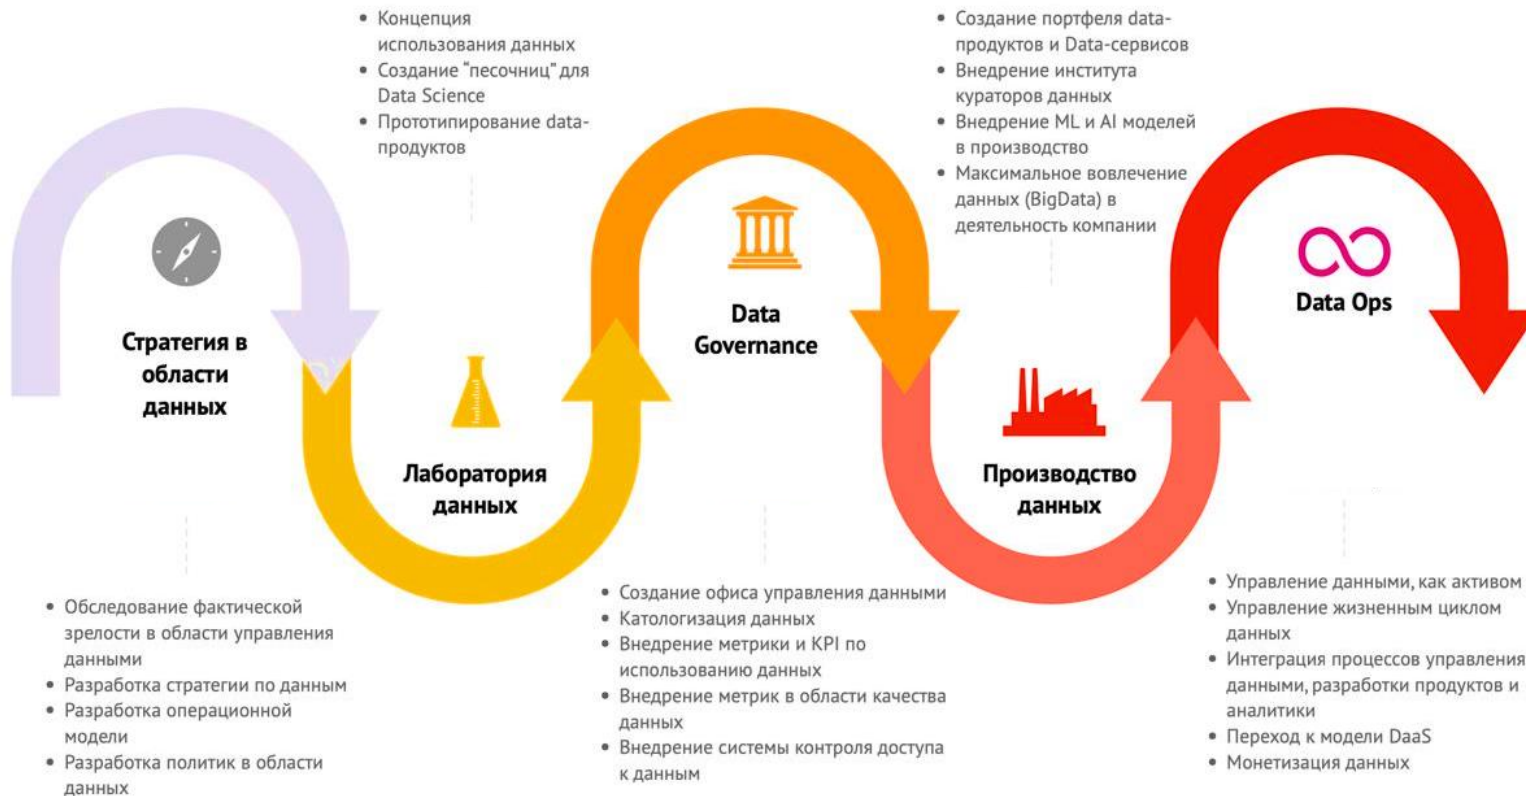 • Концепция
использования данных
• Создание “песочниц” для
Data Science
• Прототипирование data-
продуктов
• Создание портфеля data-
продуктов и Data-сервисов
• Внедрение института
кураторов данных
• Внедрение ML и AI моделей
в производство
• Максимальное вовлечение
данных (BigData) в
деятельность компании
Стратегия в
области
данных
Лаборатория
данных
Data
Governance
Производство
данных
Data Ops
• Обследование фактической
зрелости в области управления
данными
• Разработка стратегии по данным
• Разработка операционной
модели
• Разработка политик в области
данных
• Создание офиса управления данными
• Катологизация данных
• Внедрение метрики и KPI по
использованию данных
• Внедрение метрик в области качества
данных
• Внедрение системы контроля доступа
к данным
• Управление данными, как активом
• Управление жизненным циклом
данных
• Интеграция процессов управления
данными, разработки продуктов и
аналитики
• Переход к модели DaaS
• Монетизация данных